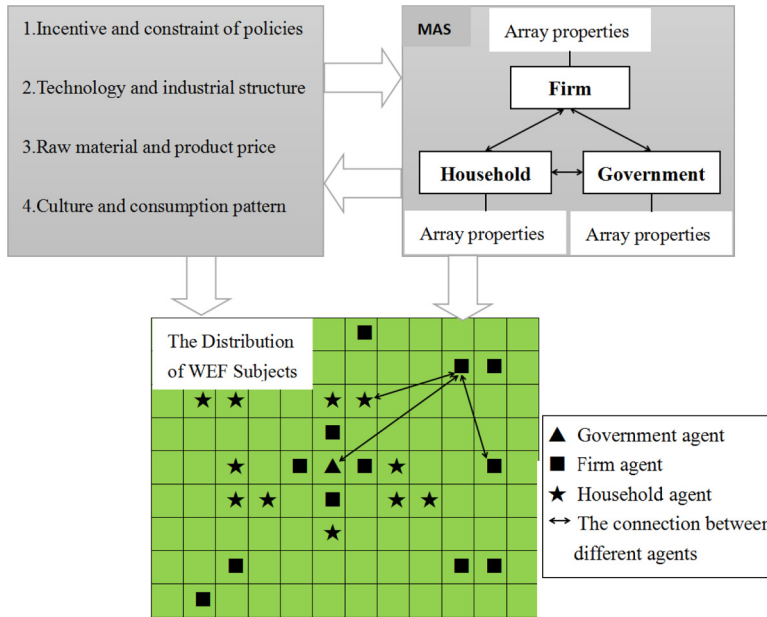 1.Incentive and constraint of policies
2.Technology and industrial structure
3.Raw material and product price
4.Culture and consumption pattern
MAS
Array properties
Firm
Household
Government
Array properties
Array properties
The Distribution
of WEF Subjects
Government agent
Firm agent
Household agent
The connection between
different agents